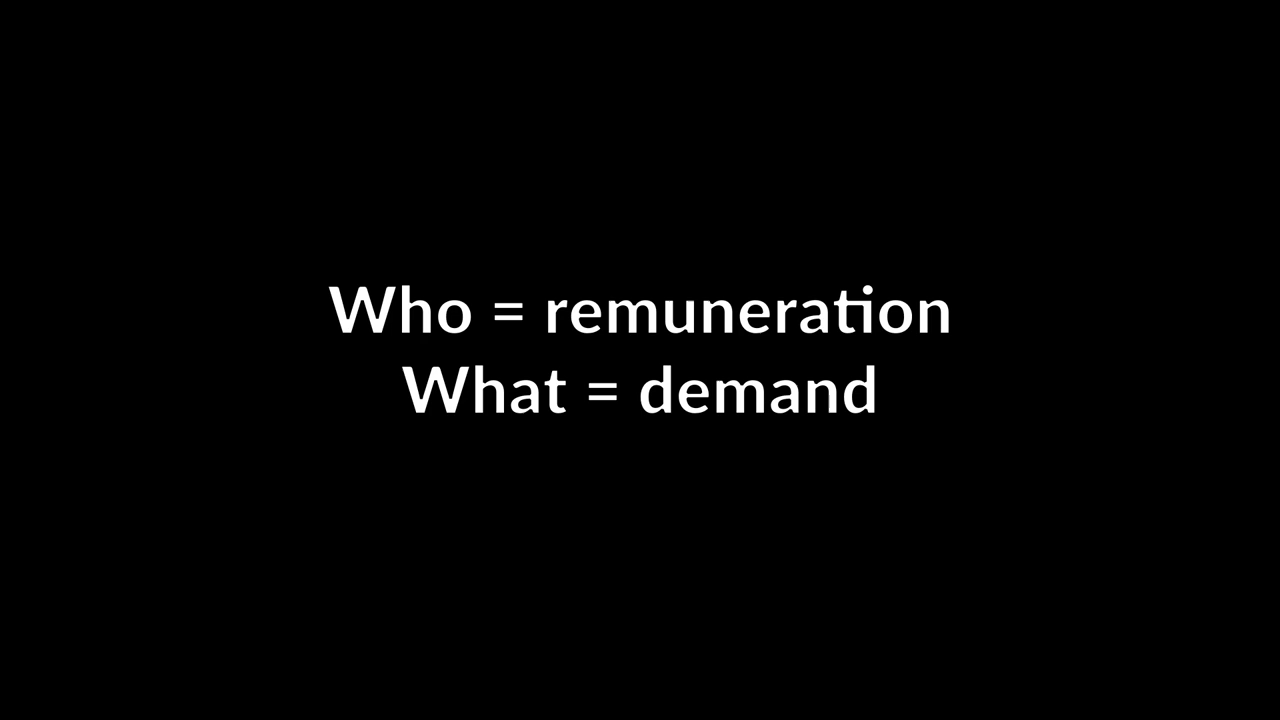 Who = remuneration
What = demand